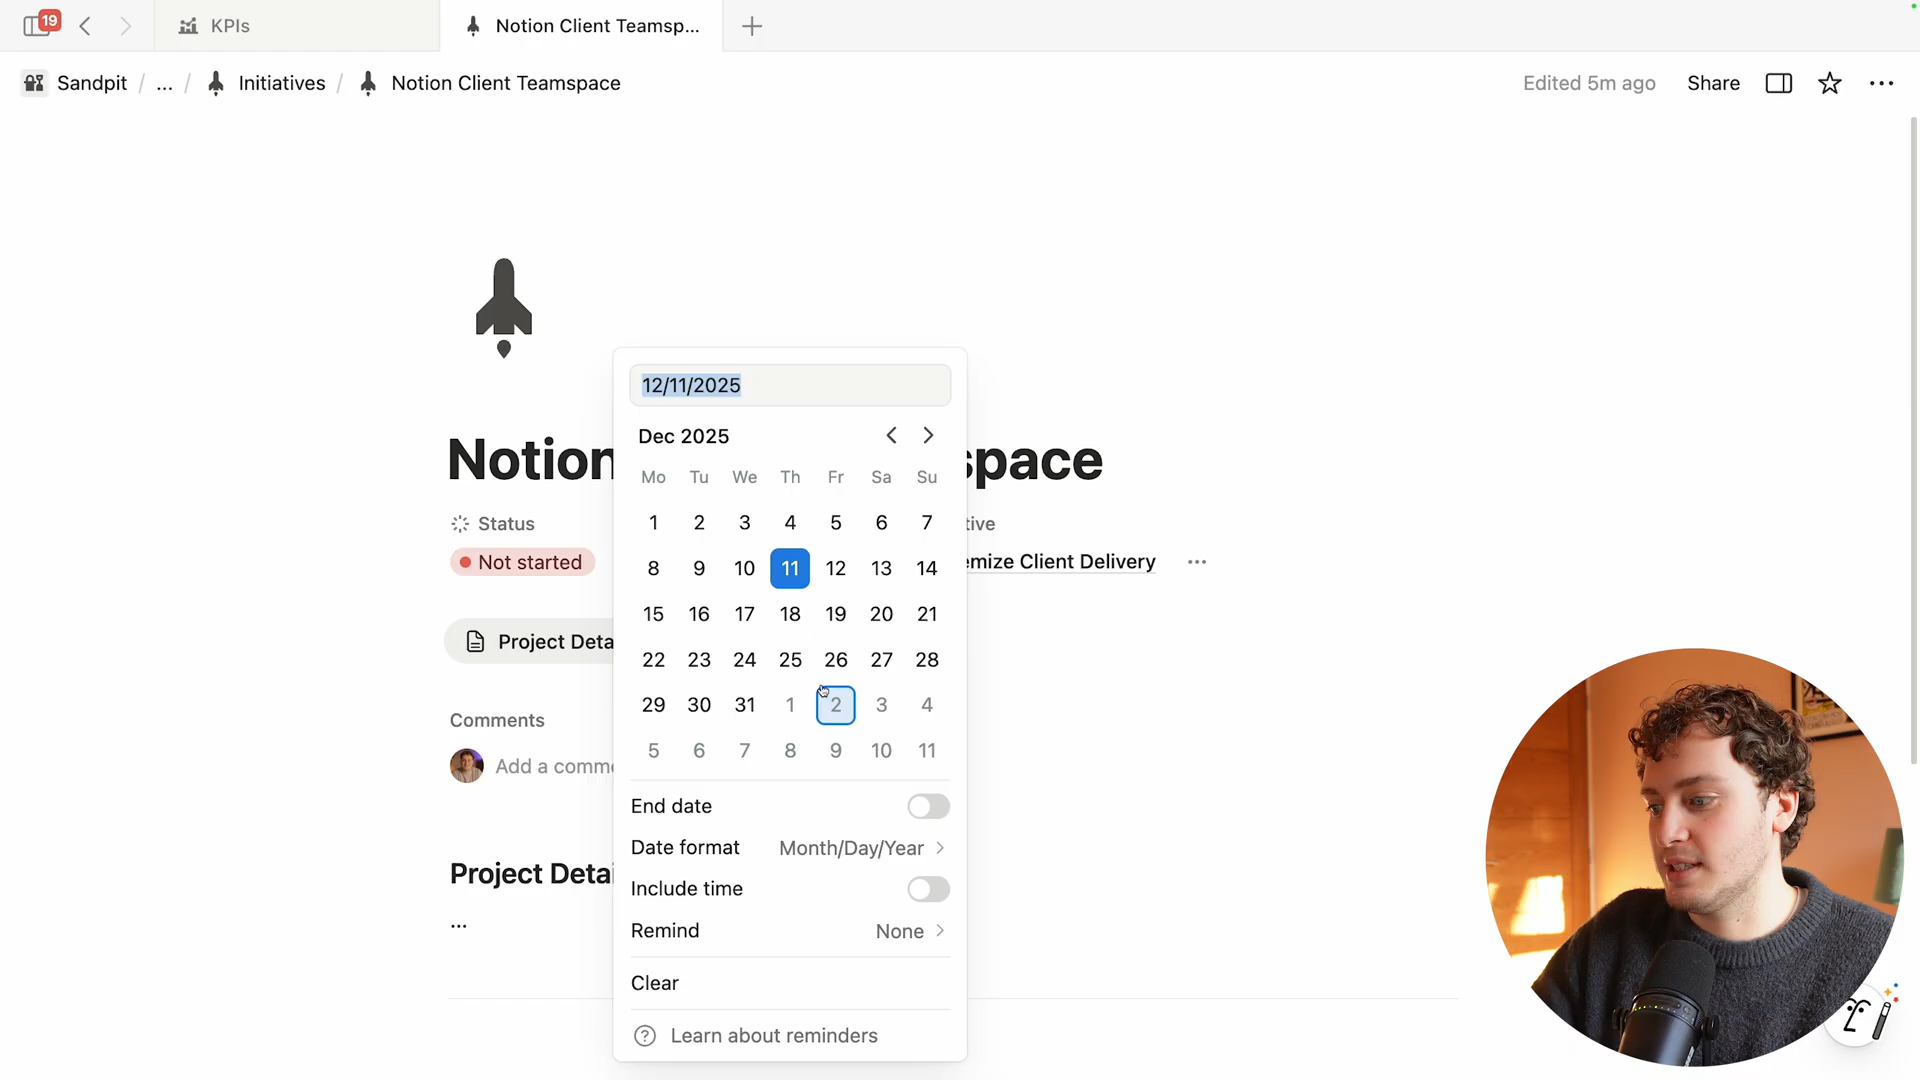 19
KPIs
Notion Client Teamsp...
Sandpit / ... / Initiatives / Notion Client Teamspace
Edited 5m ago
Share
12/11/2025
Dec 2025
Notion
space
Mo Tu We Th Fr Sa Su
1 2 3 4 5 6 7
8 9 10 11 12 13 14
15 16 17 18 19 20 21
22 23 24 25 26 27 28
29 30 31 1 2 3 4
5 6 7 8 9 10 11
Status
tive
Not started
emize Client Delivery
Project Deta
Comments
Add a comme
End date
Date format Month/Day/Year
Project Detai
Include time
...
Remind None
Clear
Learn about reminders